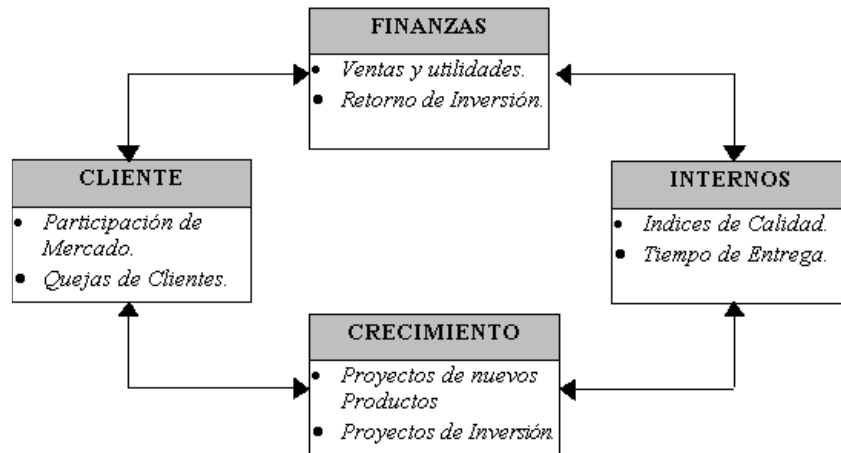 FINANZAS
• Ventas y utilidades.
• Retorno de Inversión.
CLIENTE
• Participación de
Mercado.
• Quejas de Clientes.
INTERNOS
• Indices de Calidad.
• Tiempo de Entrega.
CRECIMIENTO
• Proyectos de nuevos
Productos
• Proyectos de Inversión.